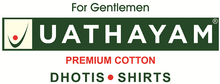 For Gentlemen
UATHAYAM®
PREMIUM COTTON
DHOTIS • SHIRTS